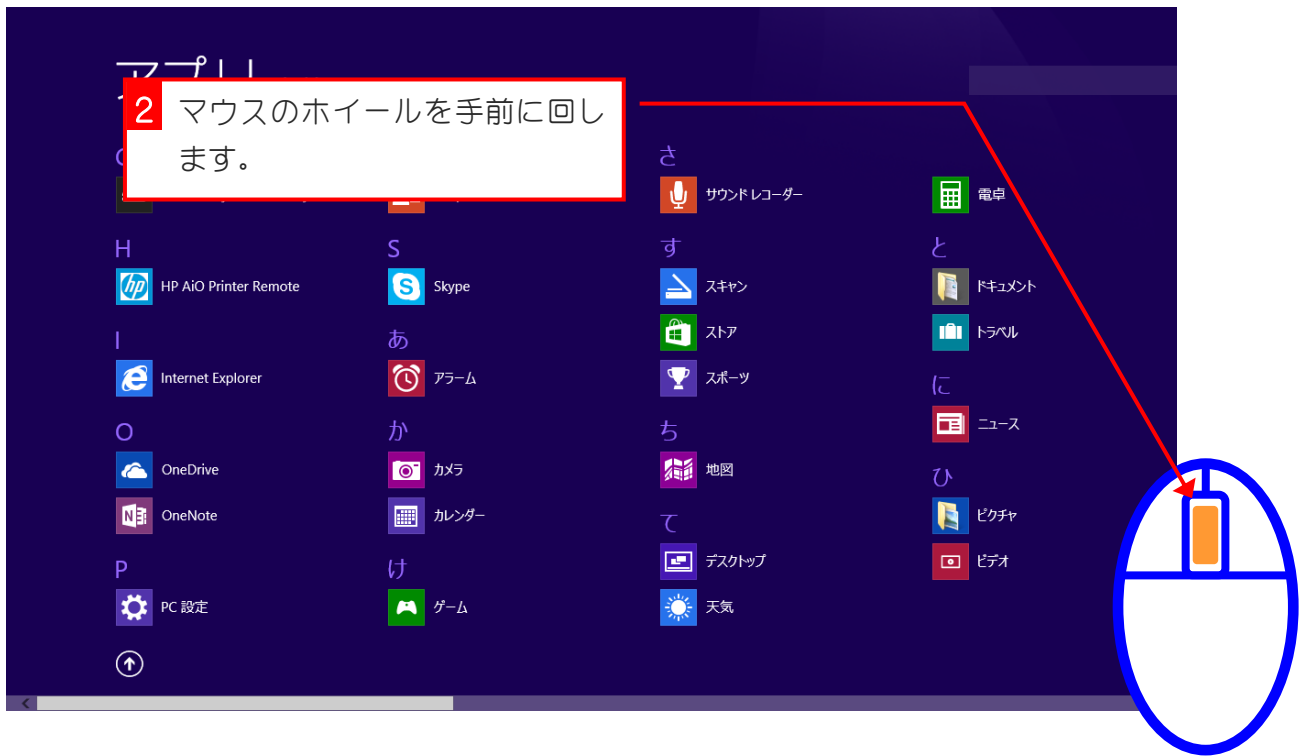 アプリ
2
マウスのホイールを手前に回し
ます。
H
hp
HP AiO Printer Remote
I
Internet Explorer
O
OneDrive
N
OneNote
P
PC 設定
S
S
Skype
あ
アラーム
か
カメラ
カレンダー
け
ゲーム
さ
サウンド レコーダー
す
スキャン
ストア
スポーツ
ち
地図
て
デスクトップ
天気
電卓
と
ドキュメント
トラベル
に
ニュース
ひ
ピクチャ
ビデオ